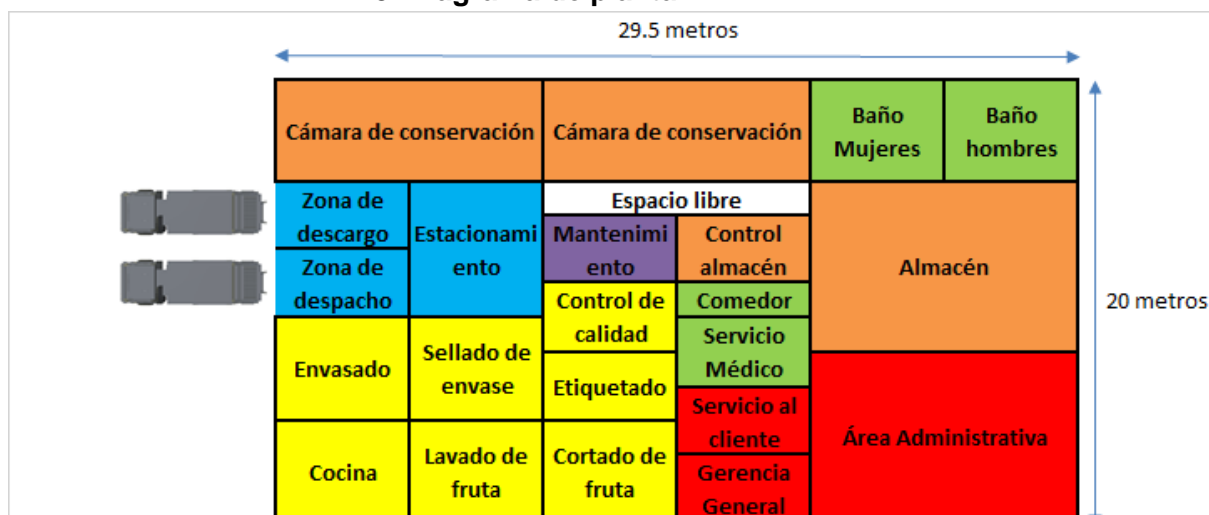 29.5 metros
Cámara de conservación
Cámara de conservación
Baño
Mujeres
Baño
hombres
Zona de
descargo
Estacionami
ento
Espacio libre
Mantenimi
ento
Control
almacén
Almacén
Zona de
despacho
Control de
calidad
Comedor
20 metros
Envasado
Sellado de
envase
Servicio
Médico
Etiquetado
Servicio al
cliente
Área Administrativa
Cocina
Lavado de
fruta
Cortado de
fruta
Gerencia
General